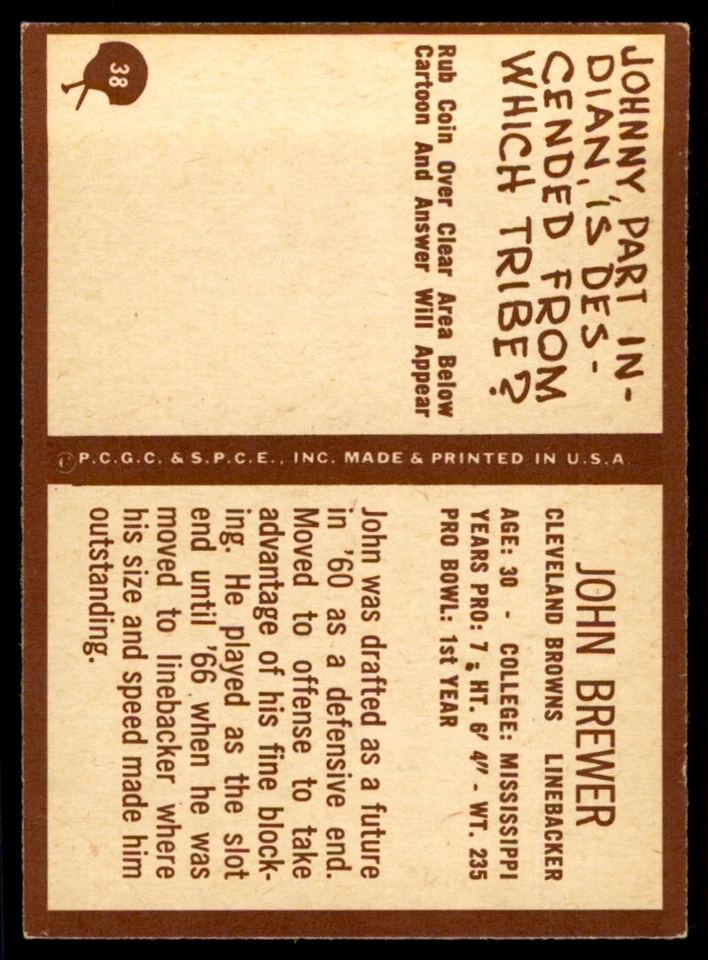 38
JOHNNY, PART IN-
DIAN, IS DES-
CENDED FROM
WHICH TRIBE?
Rub Coin Over Clear Area Below
Cartoon And Answer Will Appear
©P.C.G.C. & S.P.C.E., INC. MADE & PRINTED IN U.S.A.
JOHN BREWER
CLEVELAND BROWNS LINEBACKER
AGE: 30 - COLLEGE: MISSISSIPPI
YEARS PRO: 7 - HT. 6' 4" - WT. 235
PRO BOWL: 1st YEAR
John was drafted as a future
in '60 as a defensive end.
Moved to offense to take
advantage of his fine block-
ing. He played as the slot
end until '66 when he was
moved to linebacker where
his size and speed made him
outstanding.